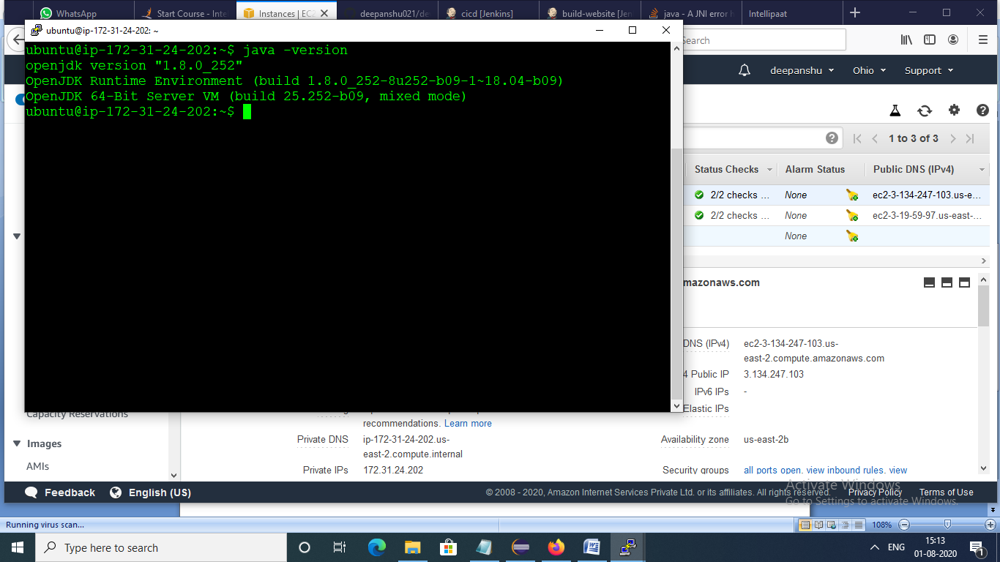 WhatsApp
Start Course - Inte
Instances | EC2
deepanshu021/de
cicd [Jenkins]
build-website [Jen
java - A JNI error h
Intellipaat
ubuntu@ip-172-31-24-202: ~
Search
ubuntu@ip-172-31-24-202:~$ java -version
openjdk version "1.8.0_252"
OpenJDK Runtime Environment (build 1.8.0_252-8u252-b09-1~18.04-b09)
OpenJDK 64-Bit Server VM (build 25.252-b09, mixed mode)
ubuntu@ip-172-31-24-202:~$
deepanshu Ohio Support
1 to 3 of 3
Status Checks Alarm Status Public DNS (IPv4)
2/2 checks ... None ec2-3-134-247-103.us-e...
2/2 checks ... None ec2-3-19-59-97.us-east-...
None
mazonaws.com
DNS (IPv4) ec2-3-134-247-103.us-
east-2.compute.amazonaws.com
4 Public IP 3.134.247.103
IPv6 IPs -
Elastic IPs
Capacity Reservations
recommendations. Learn more
Images
Private DNS ip-172-31-24-202.us-
east-2.compute.internal
Availability zone us-east-2b
AMIs
Private IPs 172.31.24.202
Security groups all ports open. view inbound rules. view
Activate Windows
Go to Settings to activate Windows.
Feedback English (US)
© 2008 - 2020, Amazon Internet Services Private Ltd. or its affiliates. All rights reserved. Privacy Policy Terms of Use
Running virus scan...
108%
Type here to search
ENG
15:13
01-08-2020
1